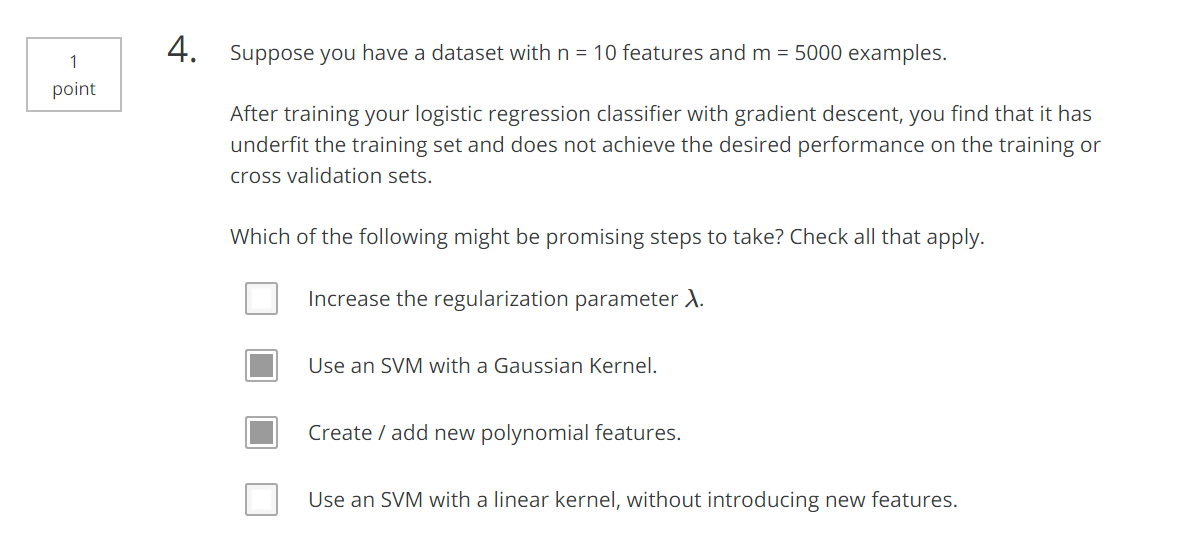 1
point
4.
Suppose you have a dataset with n = 10 features and m = 5000 examples.
After training your logistic regression classifier with gradient descent, you find that it has
underfit the training set and does not achieve the desired performance on the training or
cross validation sets.
Which of the following might be promising steps to take? Check all that apply.
Increase the regularization parameter λ.
Use an SVM with a Gaussian Kernel.
Create / add new polynomial features.
Use an SVM with a linear kernel, without introducing new features.